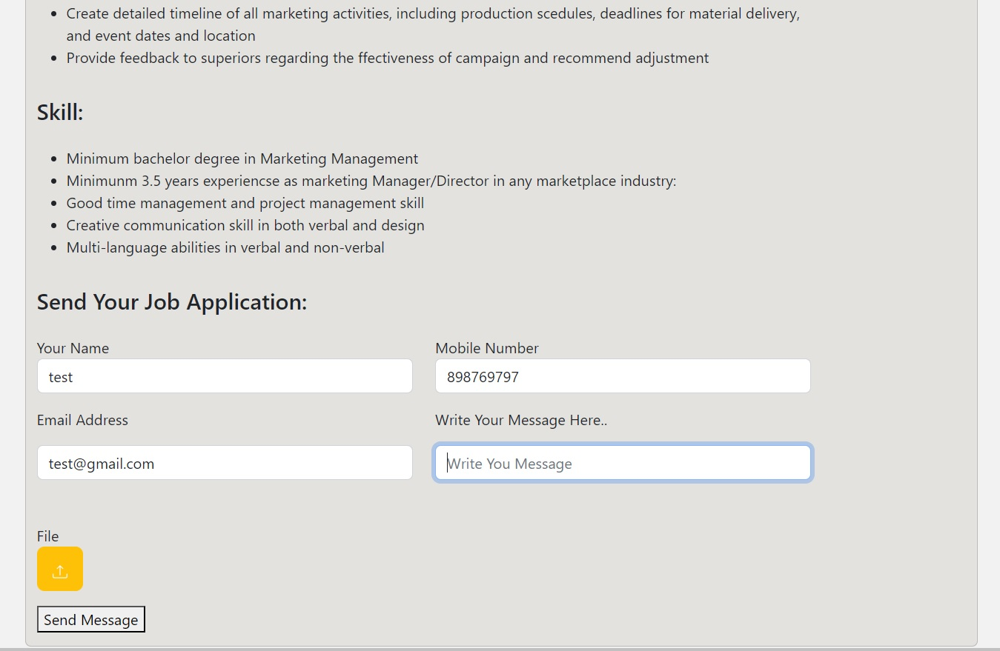 Create detailed timeline of all marketing activities, including production scedules, deadlines for material delivery,
and event dates and location
Provide feedback to superiors regarding the ffectiveness of campaign and recommend adjustment
Skill:
Minimum bachelor degree in Marketing Management
Minimunm 3.5 years experiencse as marketing Manager/Director in any marketplace industry:
Good time management and project management skill
Creative communication skill in both verbal and design
Multi-language abilities in verbal and non-verbal
Send Your Job Application:
Your Name
Mobile Number
test
898769797
Email Address
Write Your Message Here..
test@gmail.com
Write You Message
File
Send Message